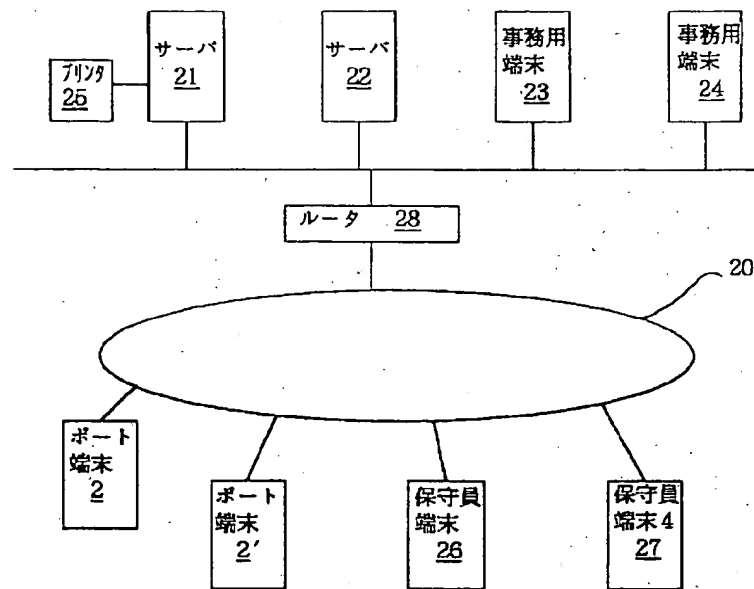 サーバ
21
サーバ
22
事務用
端末
23
事務用
端末
24
プリンタ
25
ルータ 28
20
ポート
端末
2
ポート
端末
2'
保守員
端末
26
保守員
端末4
27